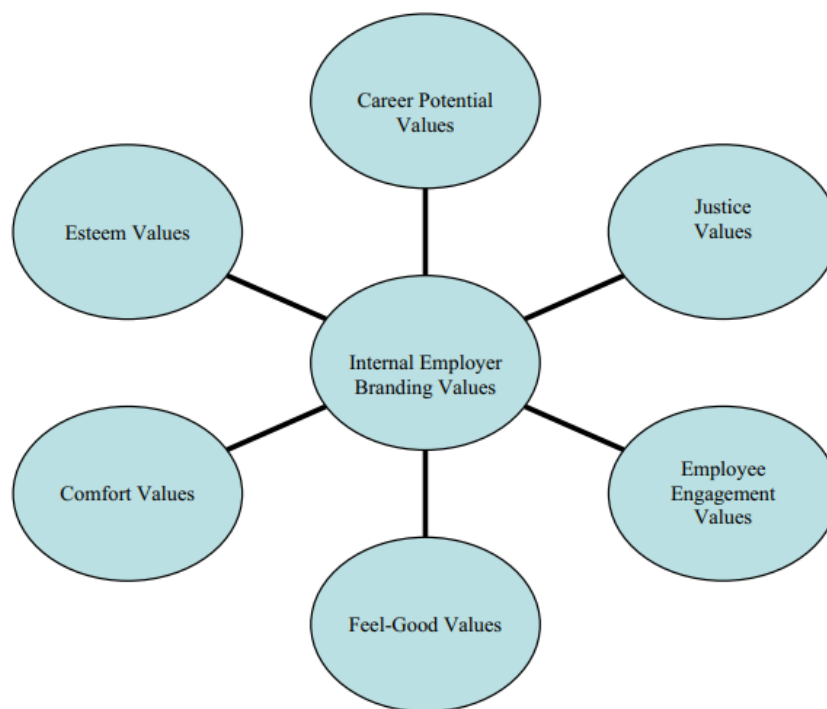 Career Potential
Values
Esteem Values
Justice
Values
Internal Employer
Branding Values
Comfort Values
Employee
Engagement
Values
Feel-Good Values